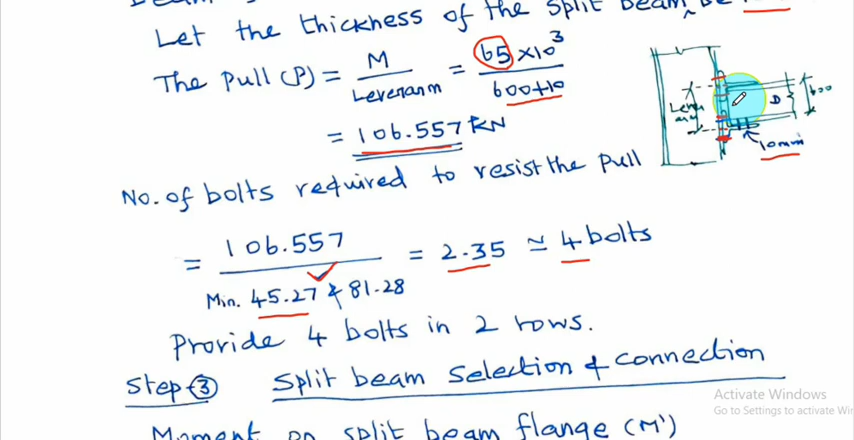 Let the thickness of the split beam be
The Pull (P) = M / Leverarm = 65 × 10³ / 600+10
= 106.557 KN
Lever arm
D
600
10mm
No. of bolts required to resist the Pull
= 106.557 / Min. 45.27 & 81.28 = 2.35 ≃ 4 bolts
Provide 4 bolts in 2 rows.
Step-③ Split beam selection & connection
Moment on split beam flange (M')
Activate Windows
Go to Settings to activate Wi